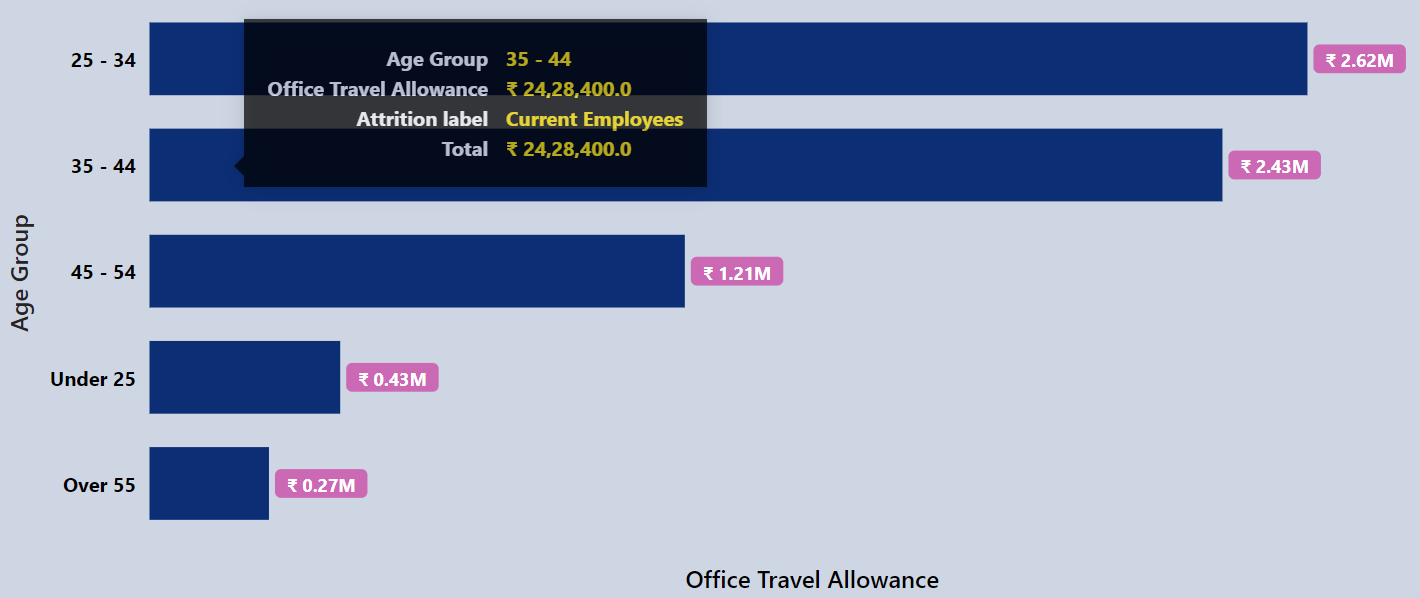 25 - 34
₹ 2.62M
Age Group 35 - 44
Office Travel Allowance ₹ 24,28,400.0
Attrition label Current Employees
Total ₹ 24,28,400.0
35 - 44
₹ 2.43M
Age Group
45 - 54
₹ 1.21M
Under 25
₹ 0.43M
Over 55
₹ 0.27M
Office Travel Allowance